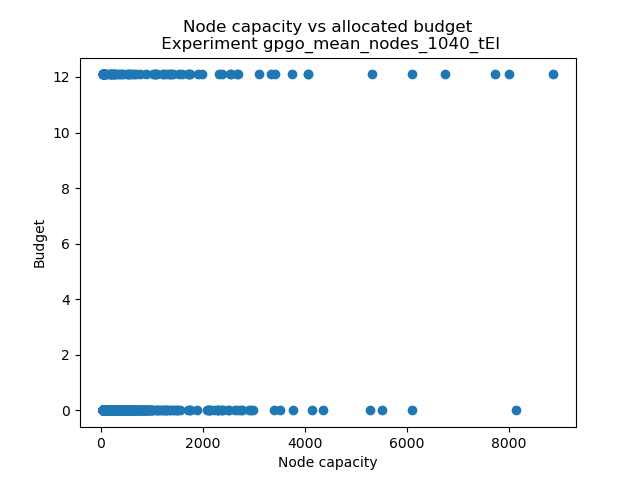 Node capacity vs allocated budget
Experiment gpgo_mean_nodes_1040_tEI
12
10
8
6
4
2
0
Budget
0 2000 4000 6000 8000
Node capacity